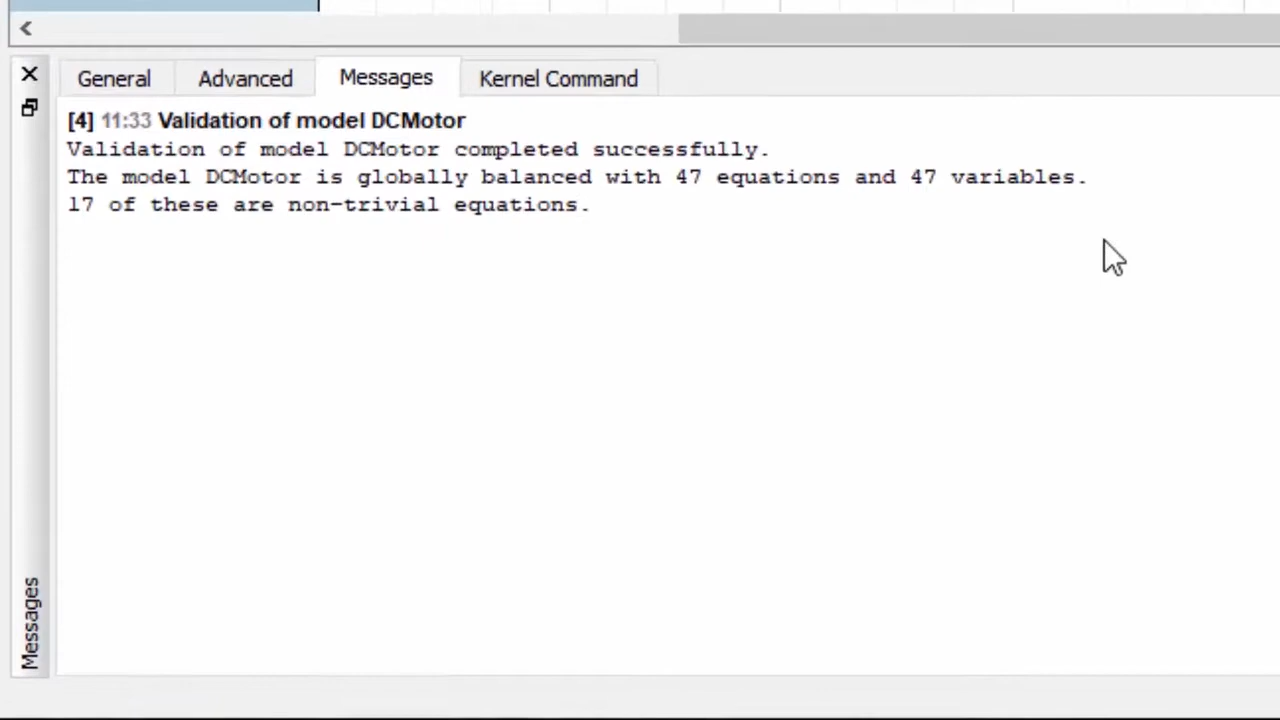 General Advanced Messages Kernel Command
[4] 11:33 Validation of model DCMotor
Validation of model DCMotor completed successfully.
The model DCMotor is globally balanced with 47 equations and 47 variables.
17 of these are non-trivial equations.
Messages